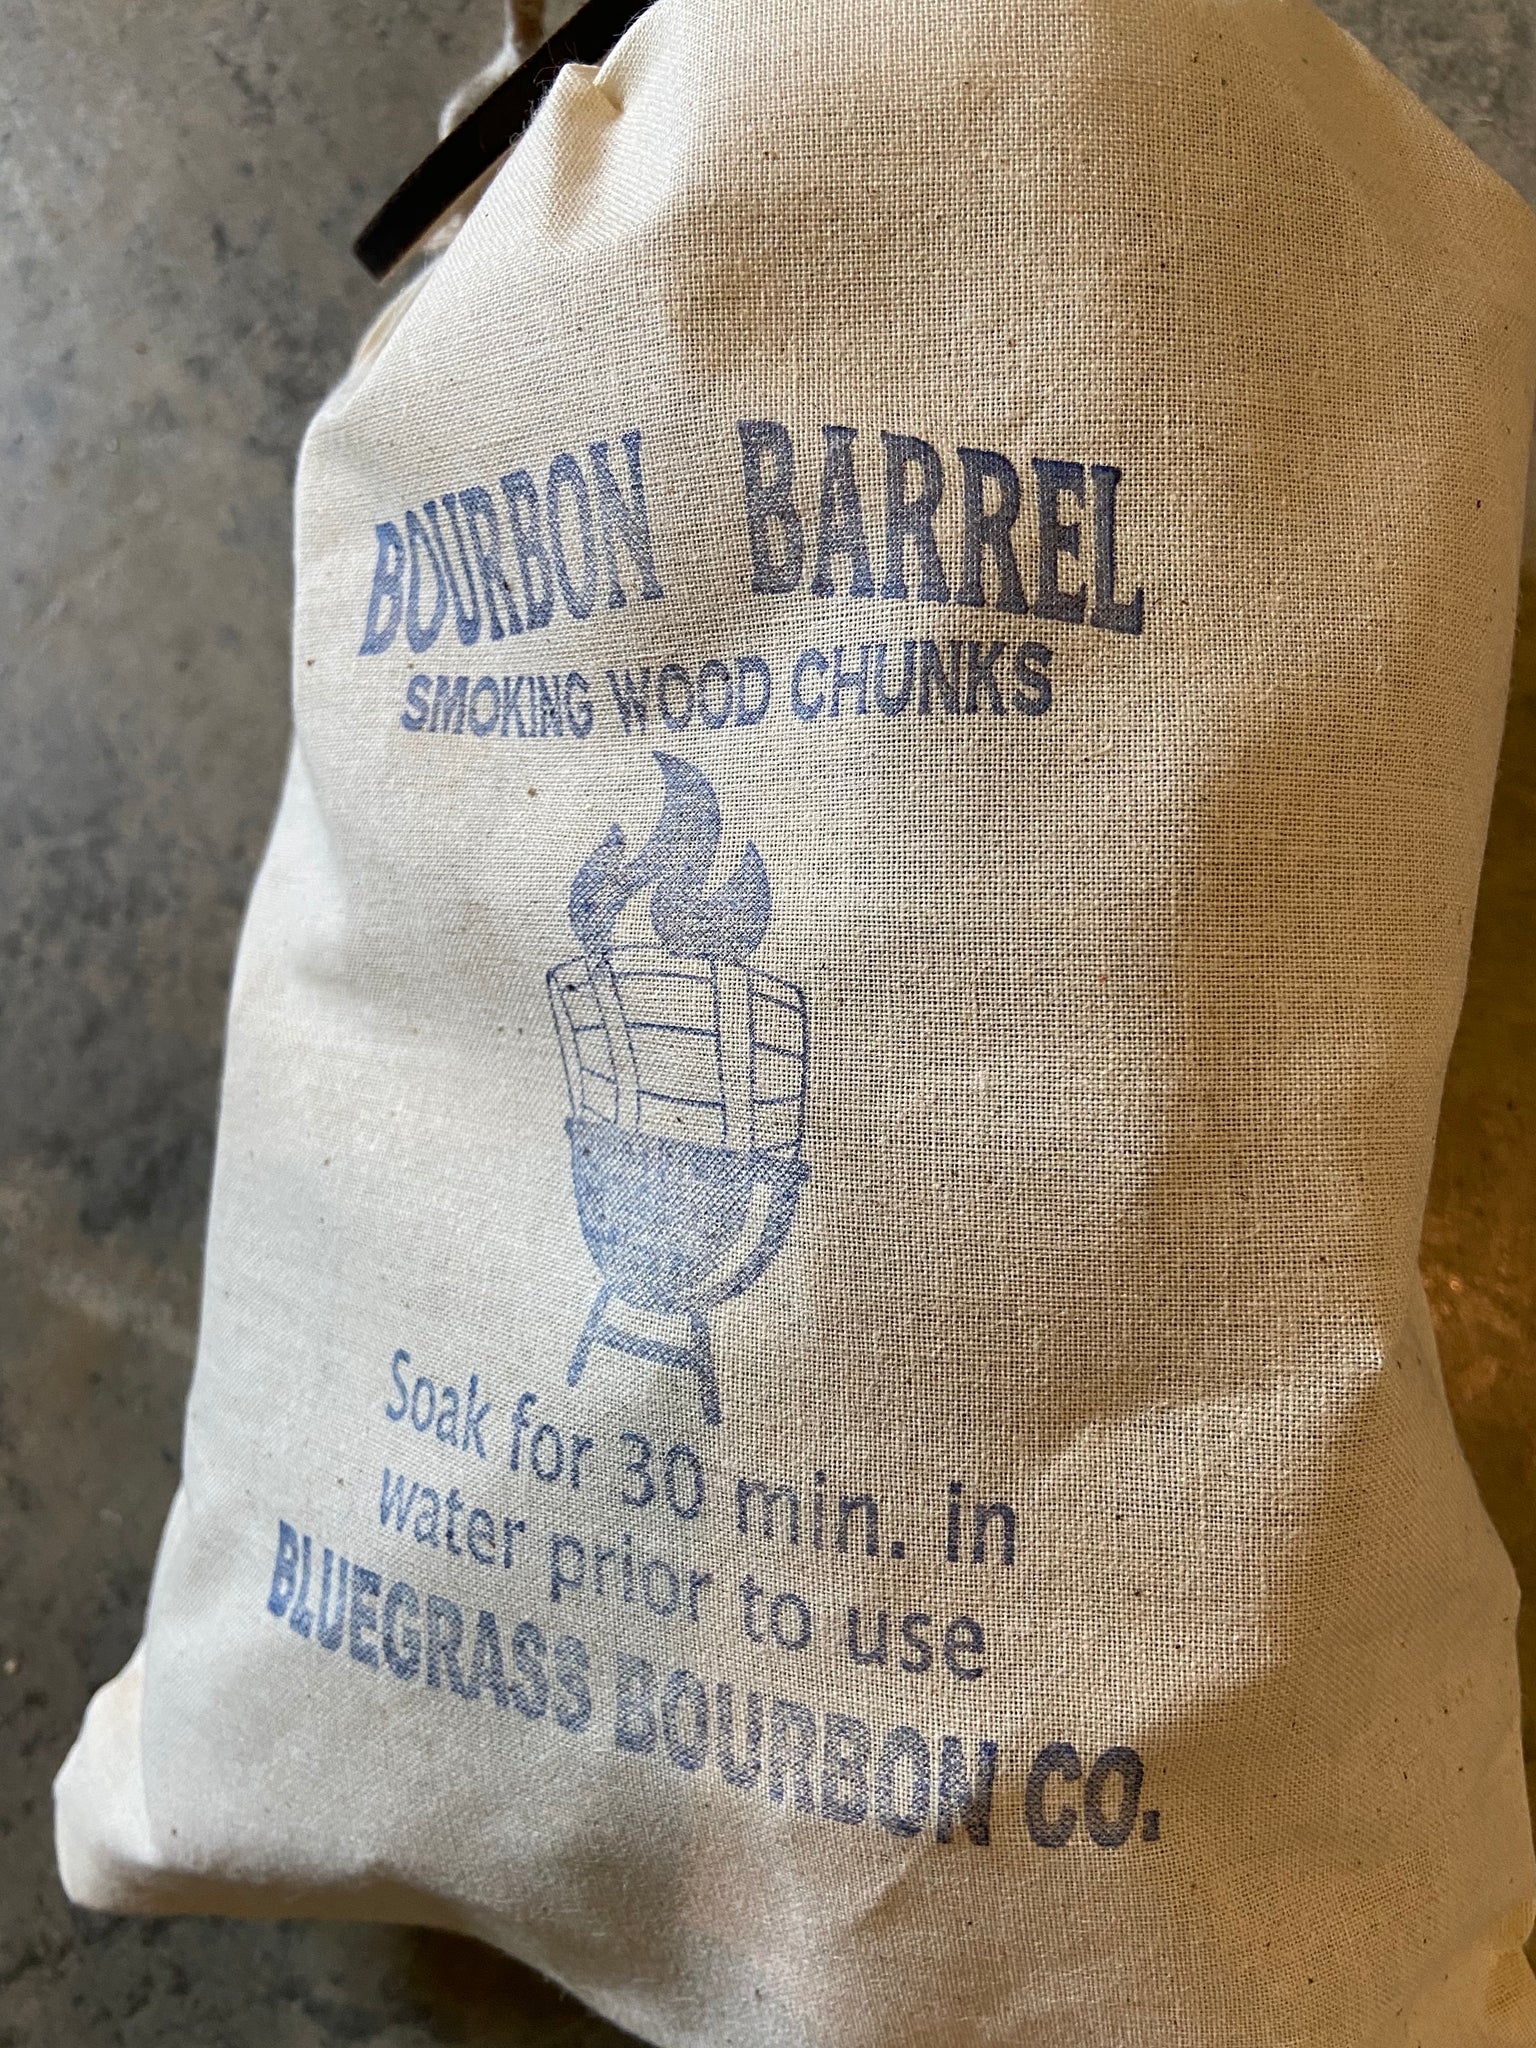 BOURBON BARREL
SMOKING WOOD CHUNKS
Soak for 30 min. in
water prior to use
BLUEGRASS BOURBON CO.